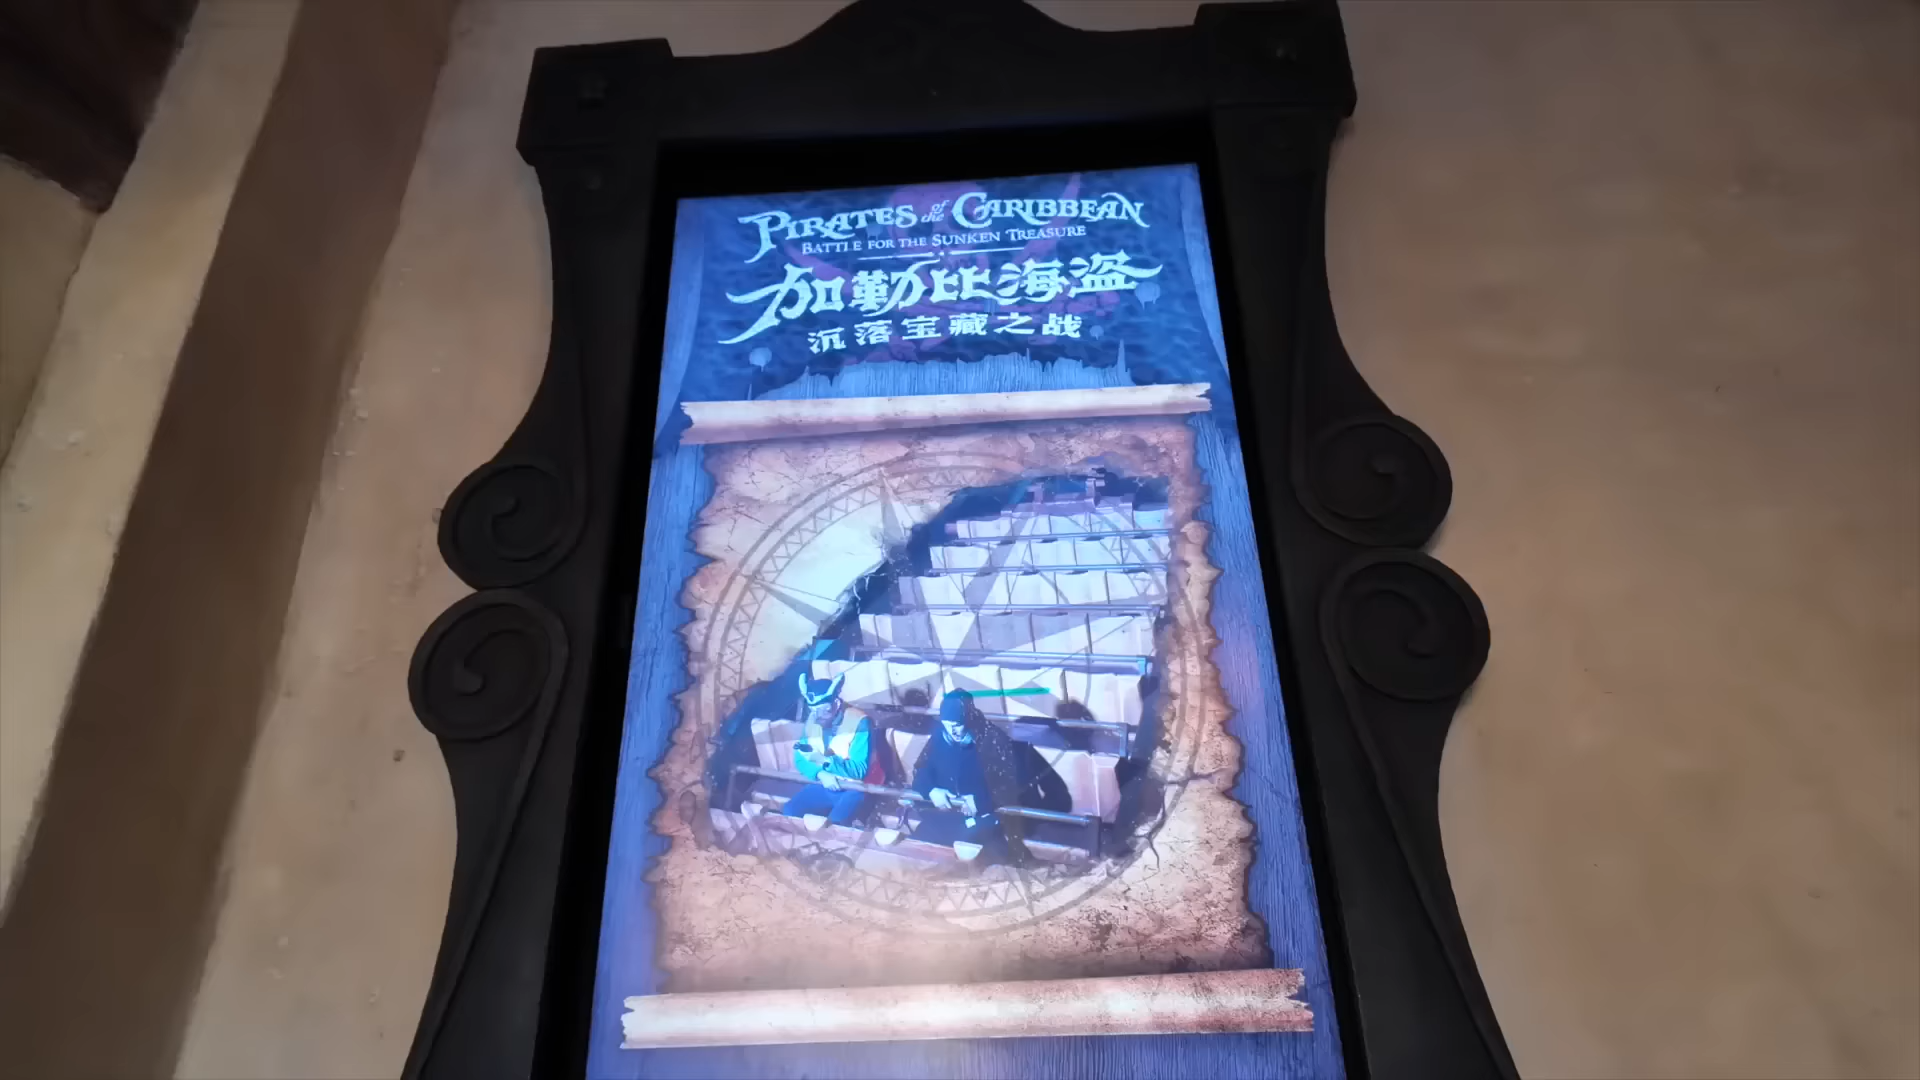 PIRATES of the CARIBBEAN
BATTLE FOR THE SUNKEN TREASURE
加勒比海盗
沉落宝藏之战